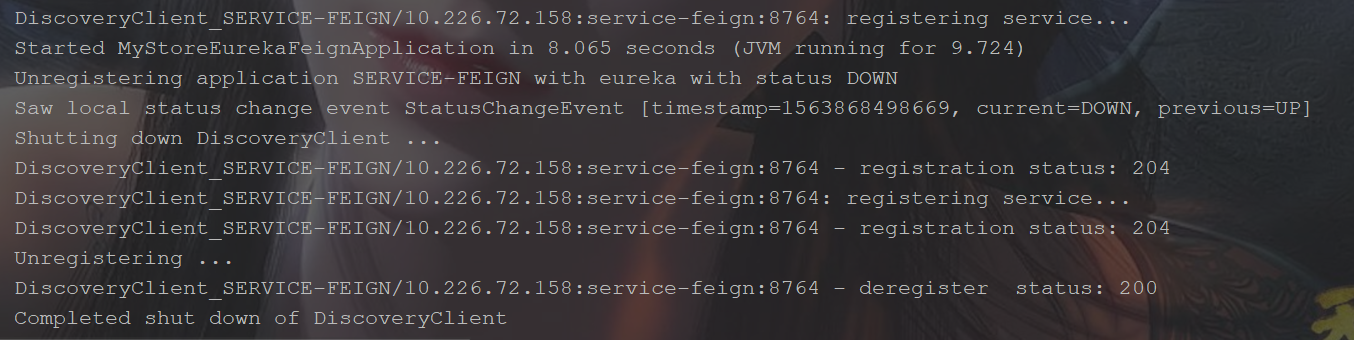 DiscoveryClient_SERVICE-FEIGN/10.226.72.158:service-feign:8764: registering service...
Started MyStoreEurekaFeignApplication in 8.065 seconds (JVM running for 9.724)
Unregistering application SERVICE-FEIGN with eureka with status DOWN
Saw local status change event StatusChangeEvent [timestamp=1563868498669, current=DOWN, previous=UP]
Shutting down DiscoveryClient ...
DiscoveryClient_SERVICE-FEIGN/10.226.72.158:service-feign:8764 - registration status: 204
DiscoveryClient_SERVICE-FEIGN/10.226.72.158:service-feign:8764: registering service...
DiscoveryClient_SERVICE-FEIGN/10.226.72.158:service-feign:8764 - registration status: 204
Unregistering ...
DiscoveryClient_SERVICE-FEIGN/10.226.72.158:service-feign:8764 - deregister  status: 200
Completed shut down of DiscoveryClient